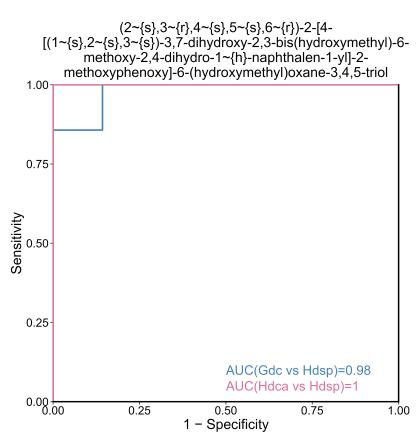 (2~{s},3~{r},4~{s},5~{s},6~{r})-2-[4-
[(1~{s},2~{s},3~{s})-3,7-dihydroxy-2,3-bis(hydroxymethyl)-6-
methoxy-2,4-dihydro-1~{h}-naphthalen-1-yl]-2-
methoxyphenoxy]-6-(hydroxymethyl)oxane-3,4,5-triol
1.00
0.75
0.50
0.25
0.00
Sensitivity
AUC(Gdc vs Hdsp)=0.98
AUC(Hdca vs Hdsp)=1
0.00 0.25 0.50 0.75 1.00
1 − Specificity